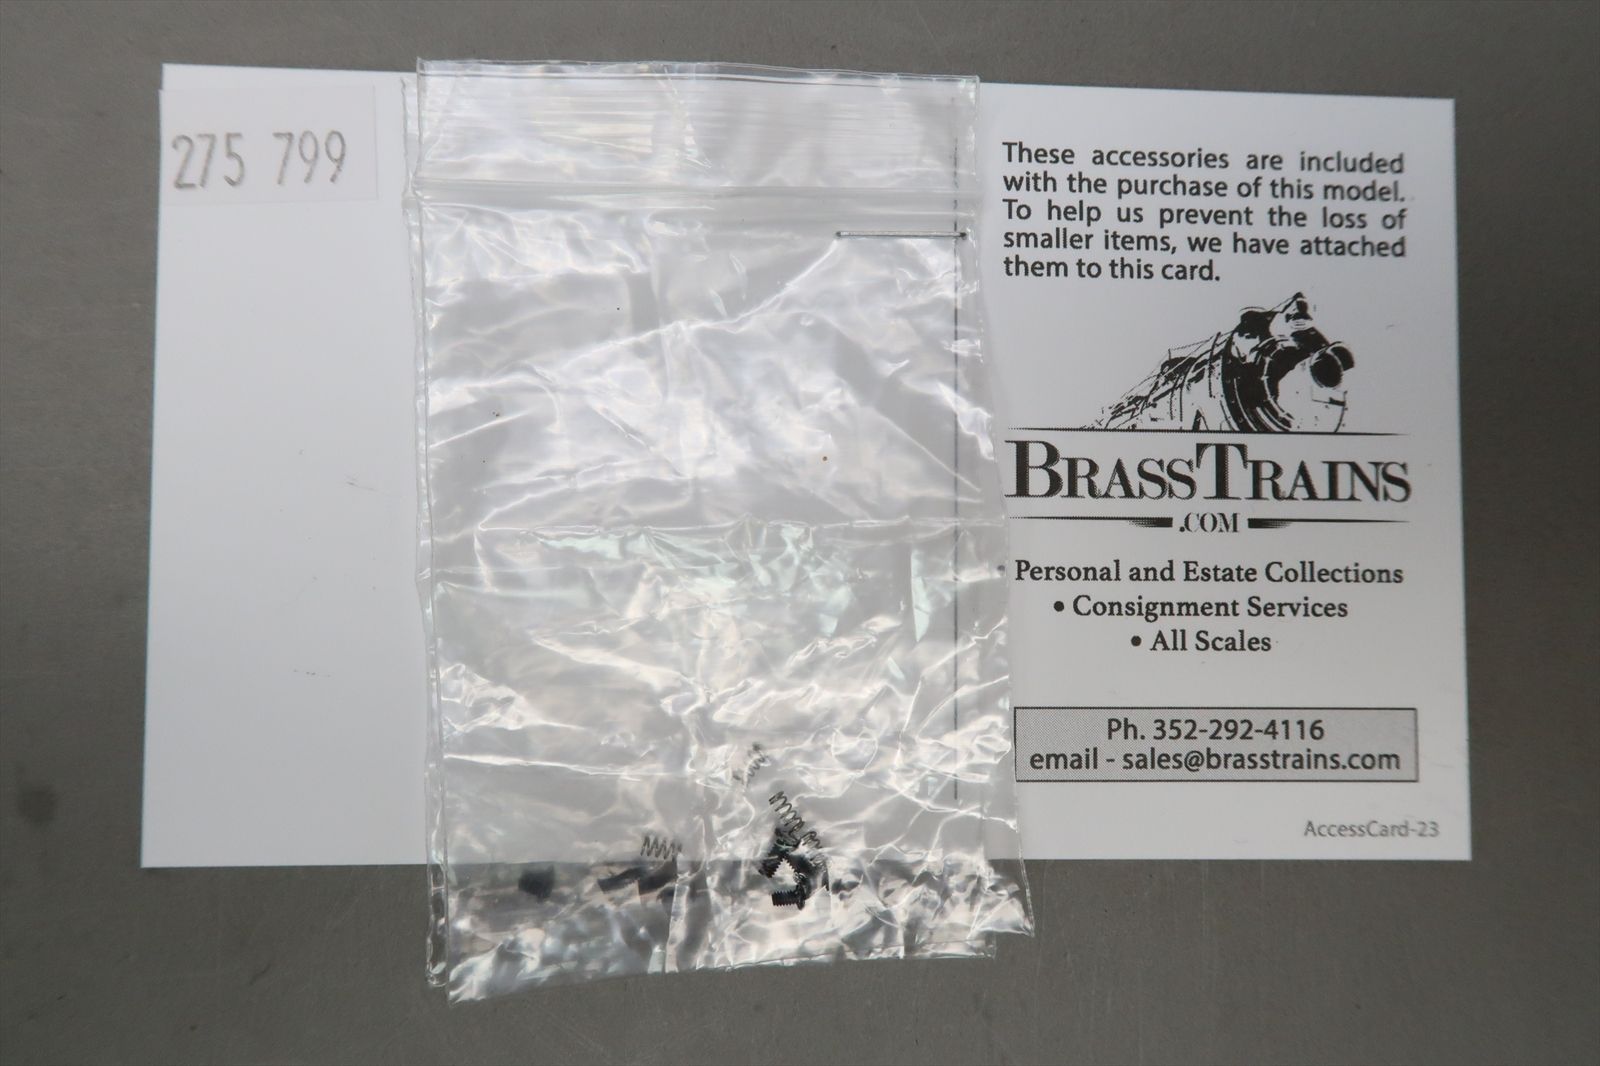 275 799
These accessories are included
with the purchase of this model.
To help us prevent the loss of
smaller items, we have attached
them to this card.
BRASSTRAINS
.COM
Personal and Estate Collections
• Consignment Services
• All Scales
Ph. 352-292-4116
email - sales@brasstrains.com
AccessCard-23